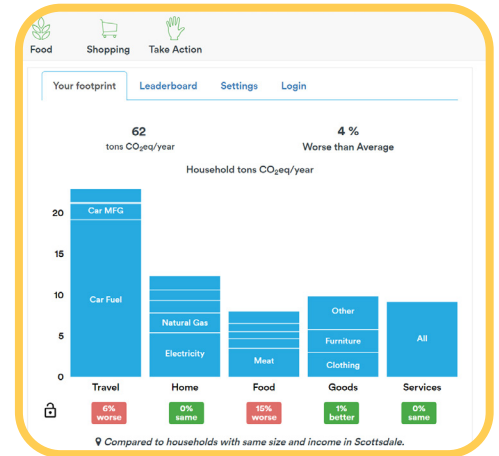 Food Shopping Take Action
Your footprint Leaderboard Settings Login
62 4 %
tons CO₂eq/year Worse than Average
Household tons CO₂eq/year
20 Car MFG
15
10 Car Fuel Other
Natural Gas
5 Furniture All
Electricity Meat Clothing
0
Travel Home Food Goods Services
6% 0% 15% 1% 0%
worse same worse better same
Compared to households with same size and income in Scottsdale.